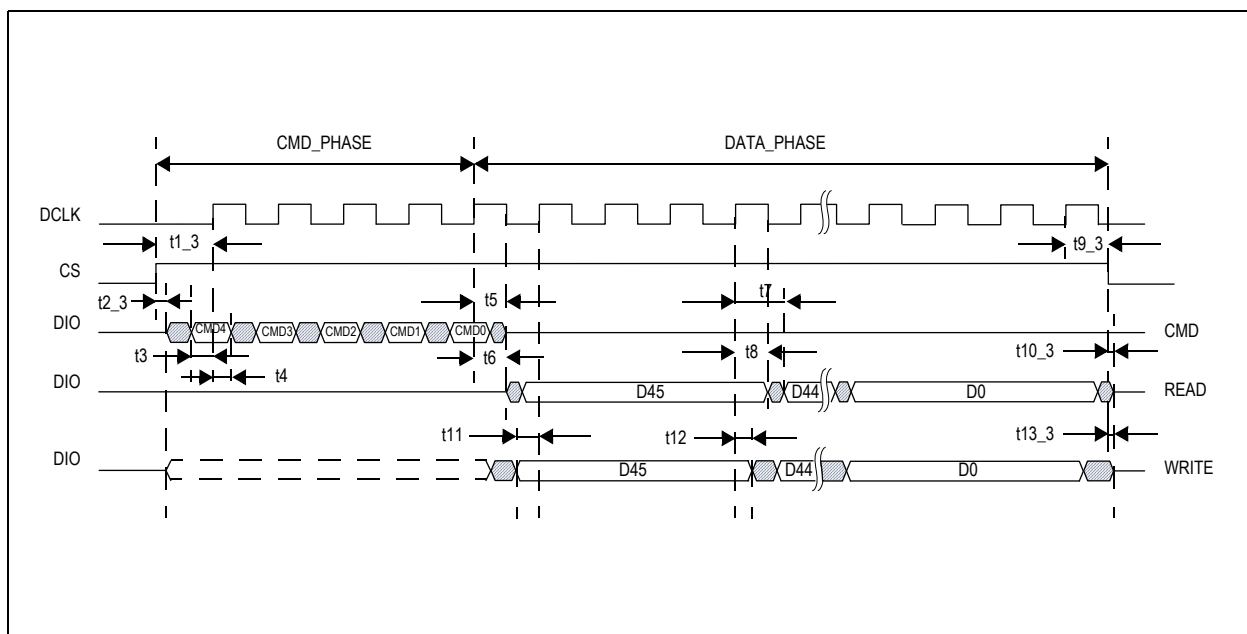 CMD_PHASE DATA_PHASE
DCLK
t1_3 t9_3
CS
t2_3 t5 t7
DIO CMD4 CMD3 CMD2 CMD1 CMD0 CMD
t3 t6 t8 t10_3
t4
DIO D45 D44 D0 READ
t11 t12 t13_3
DIO D45 D44 D0 WRITE